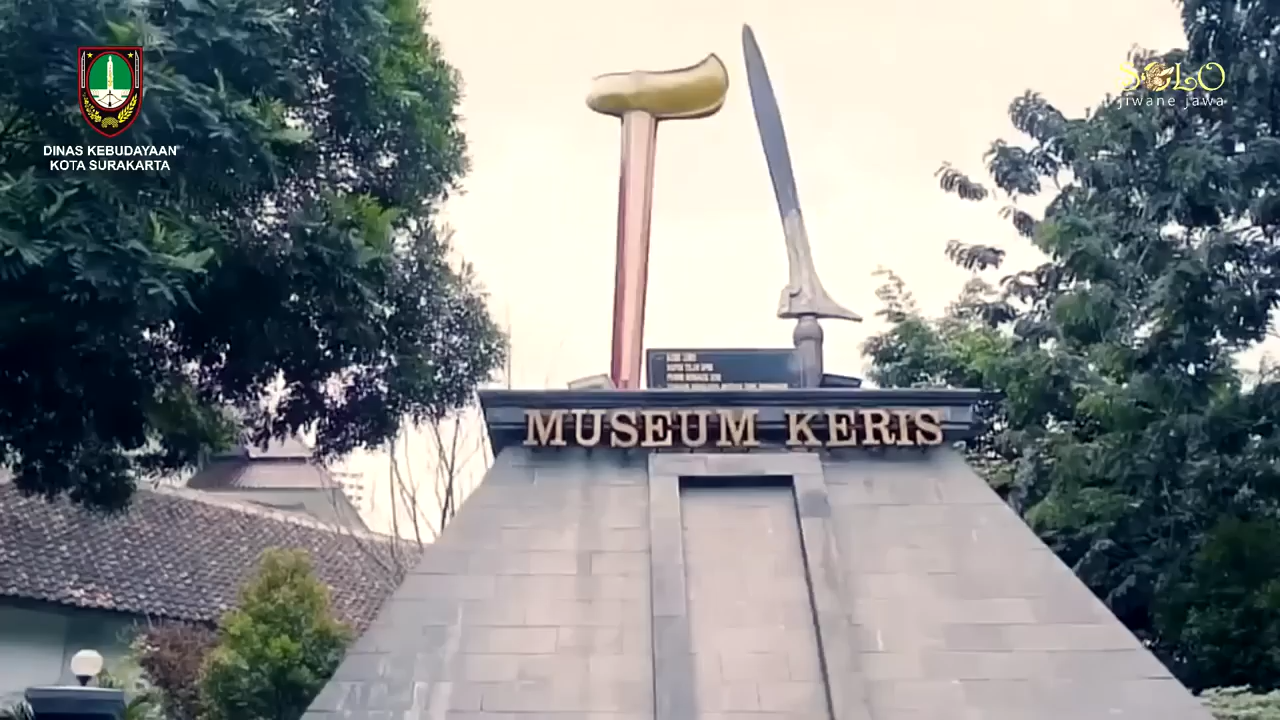 DINAS KEBUDAYAAN
KOTA SURAKARTA
SOLO
jiwane jawa
MUSEUM KERIS